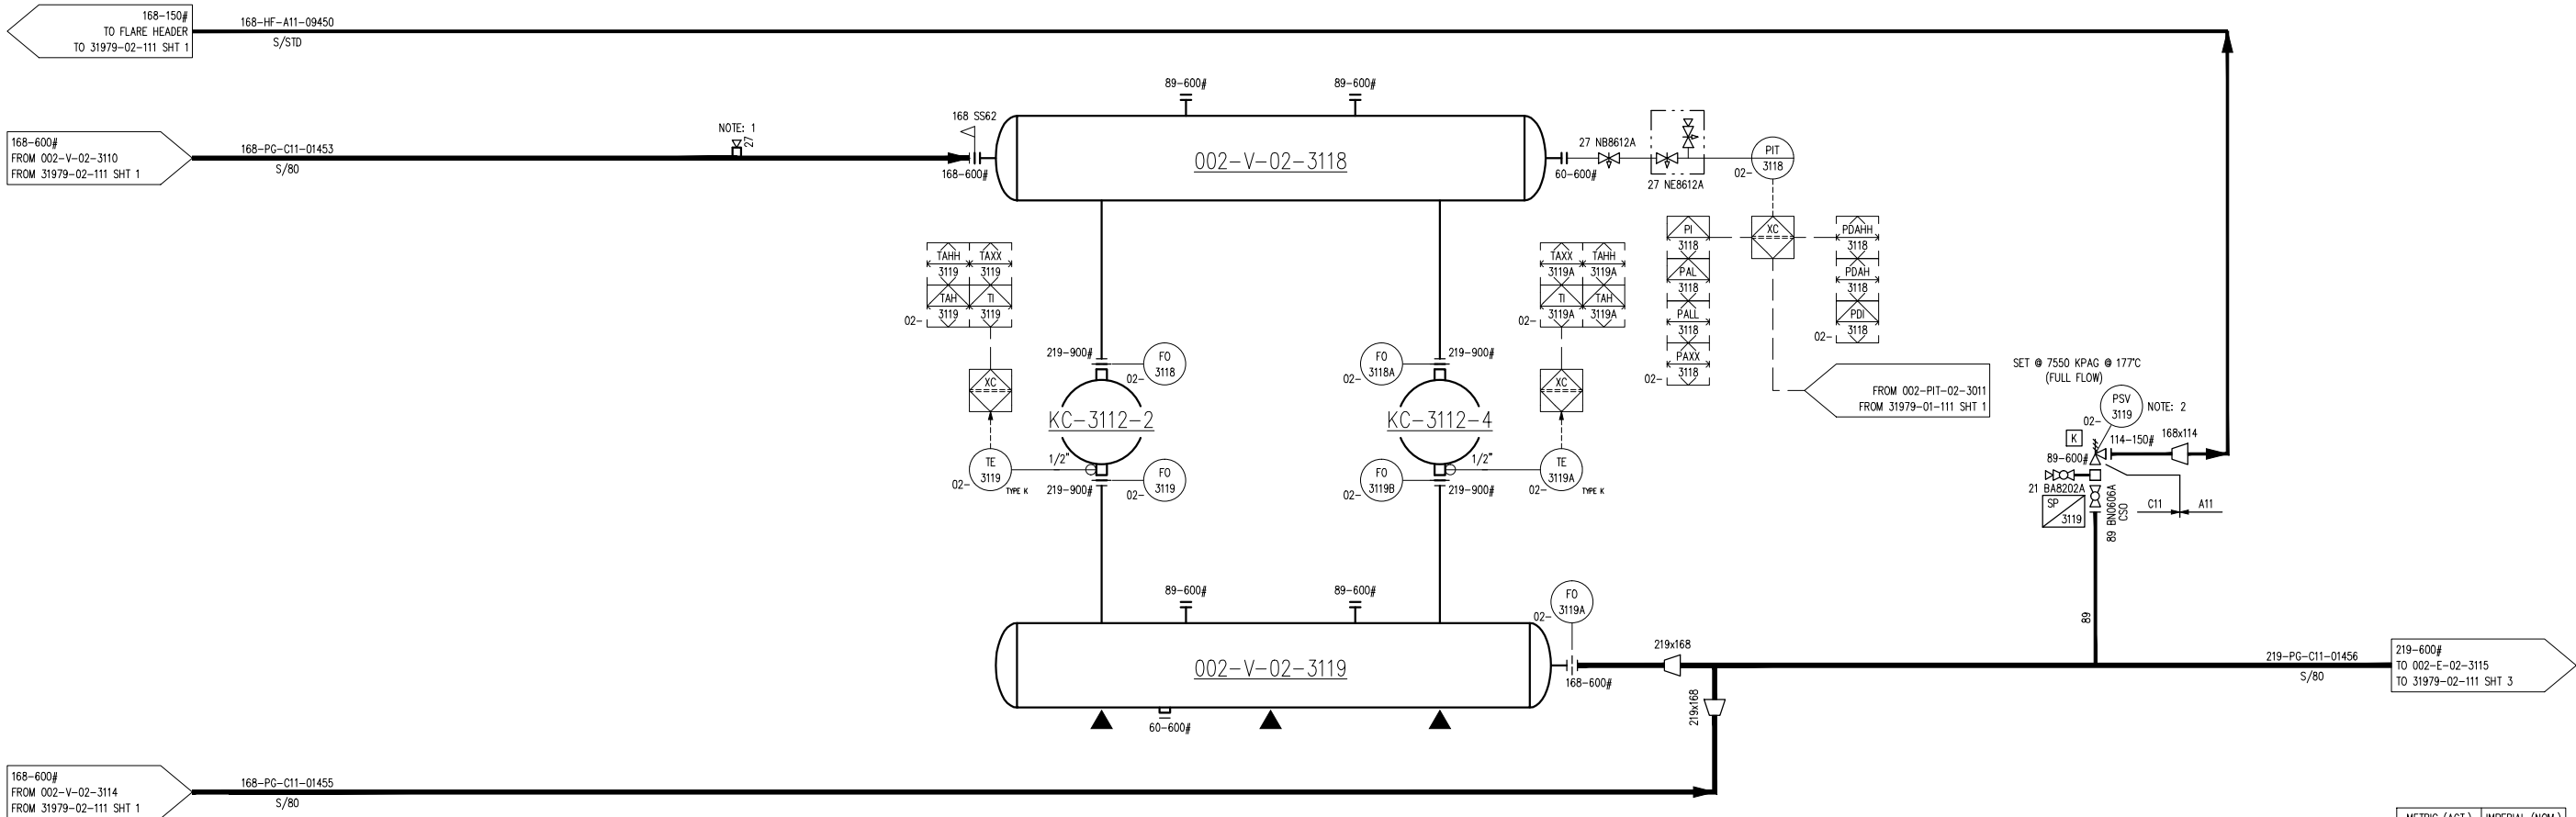 168-150#
TO FLARE HEADER
TO 31979-02-111 SHT 1
168-HF-A11-09450
S/STD
168-600#
FROM 002-V-02-3110
FROM 31979-02-111 SHT 1
168-PG-C11-01453
S/80
NOTE: 1
27
168 SS62
168-600#
89-600#
89-600#
002-V-02-3118
60-600#
27 NB8612A
27 NE8612A
PIT
3118
02-
TAHH
3119
TAXX
3119
TAH
3119
TI
3119
02-
XC
TE
3119
02-
TYPE K
1/2"
219-900#
FO
3118
02-
KC-3112-2
219-900#
FO
3119
02-
FO
3118A
02-
219-900#
KC-3112-4
FO
3119B
02-
219-900#
1/2"
TAXX
3119A
TAHH
3119A
TI
3119A
TAH
3119A
02-
XC
TE
3119A
02-
TYPE K
PI
3118
PAL
3118
PALL
3118
PAXX
3118
02-
XC
PDAHH
3118
PDAH
3118
PDI
3118
02-
FROM 002-PIT-02-3011
FROM 31979-01-111 SHT 1
SET @ 7550 KPAG @ 177°C
(FULL FLOW)
PSV
3119
02-
NOTE: 2
K
114-150#
168x114
89-600#
21 BA8202A
SP
3119
89 BN0606A
CSO
C11
A11
89
89-600#
89-600#
002-V-02-3119
60-600#
FO
3119A
02-
168-600#
219x168
219x168
219-PG-C11-01456
S/80
219-600#
TO 002-E-02-3115
TO 31979-02-111 SHT 3
168-600#
FROM 002-V-02-3114
FROM 31979-02-111 SHT 1
168-PG-C11-01455
S/80
METRIC (ACT.) IMPERIAL (NOM.)